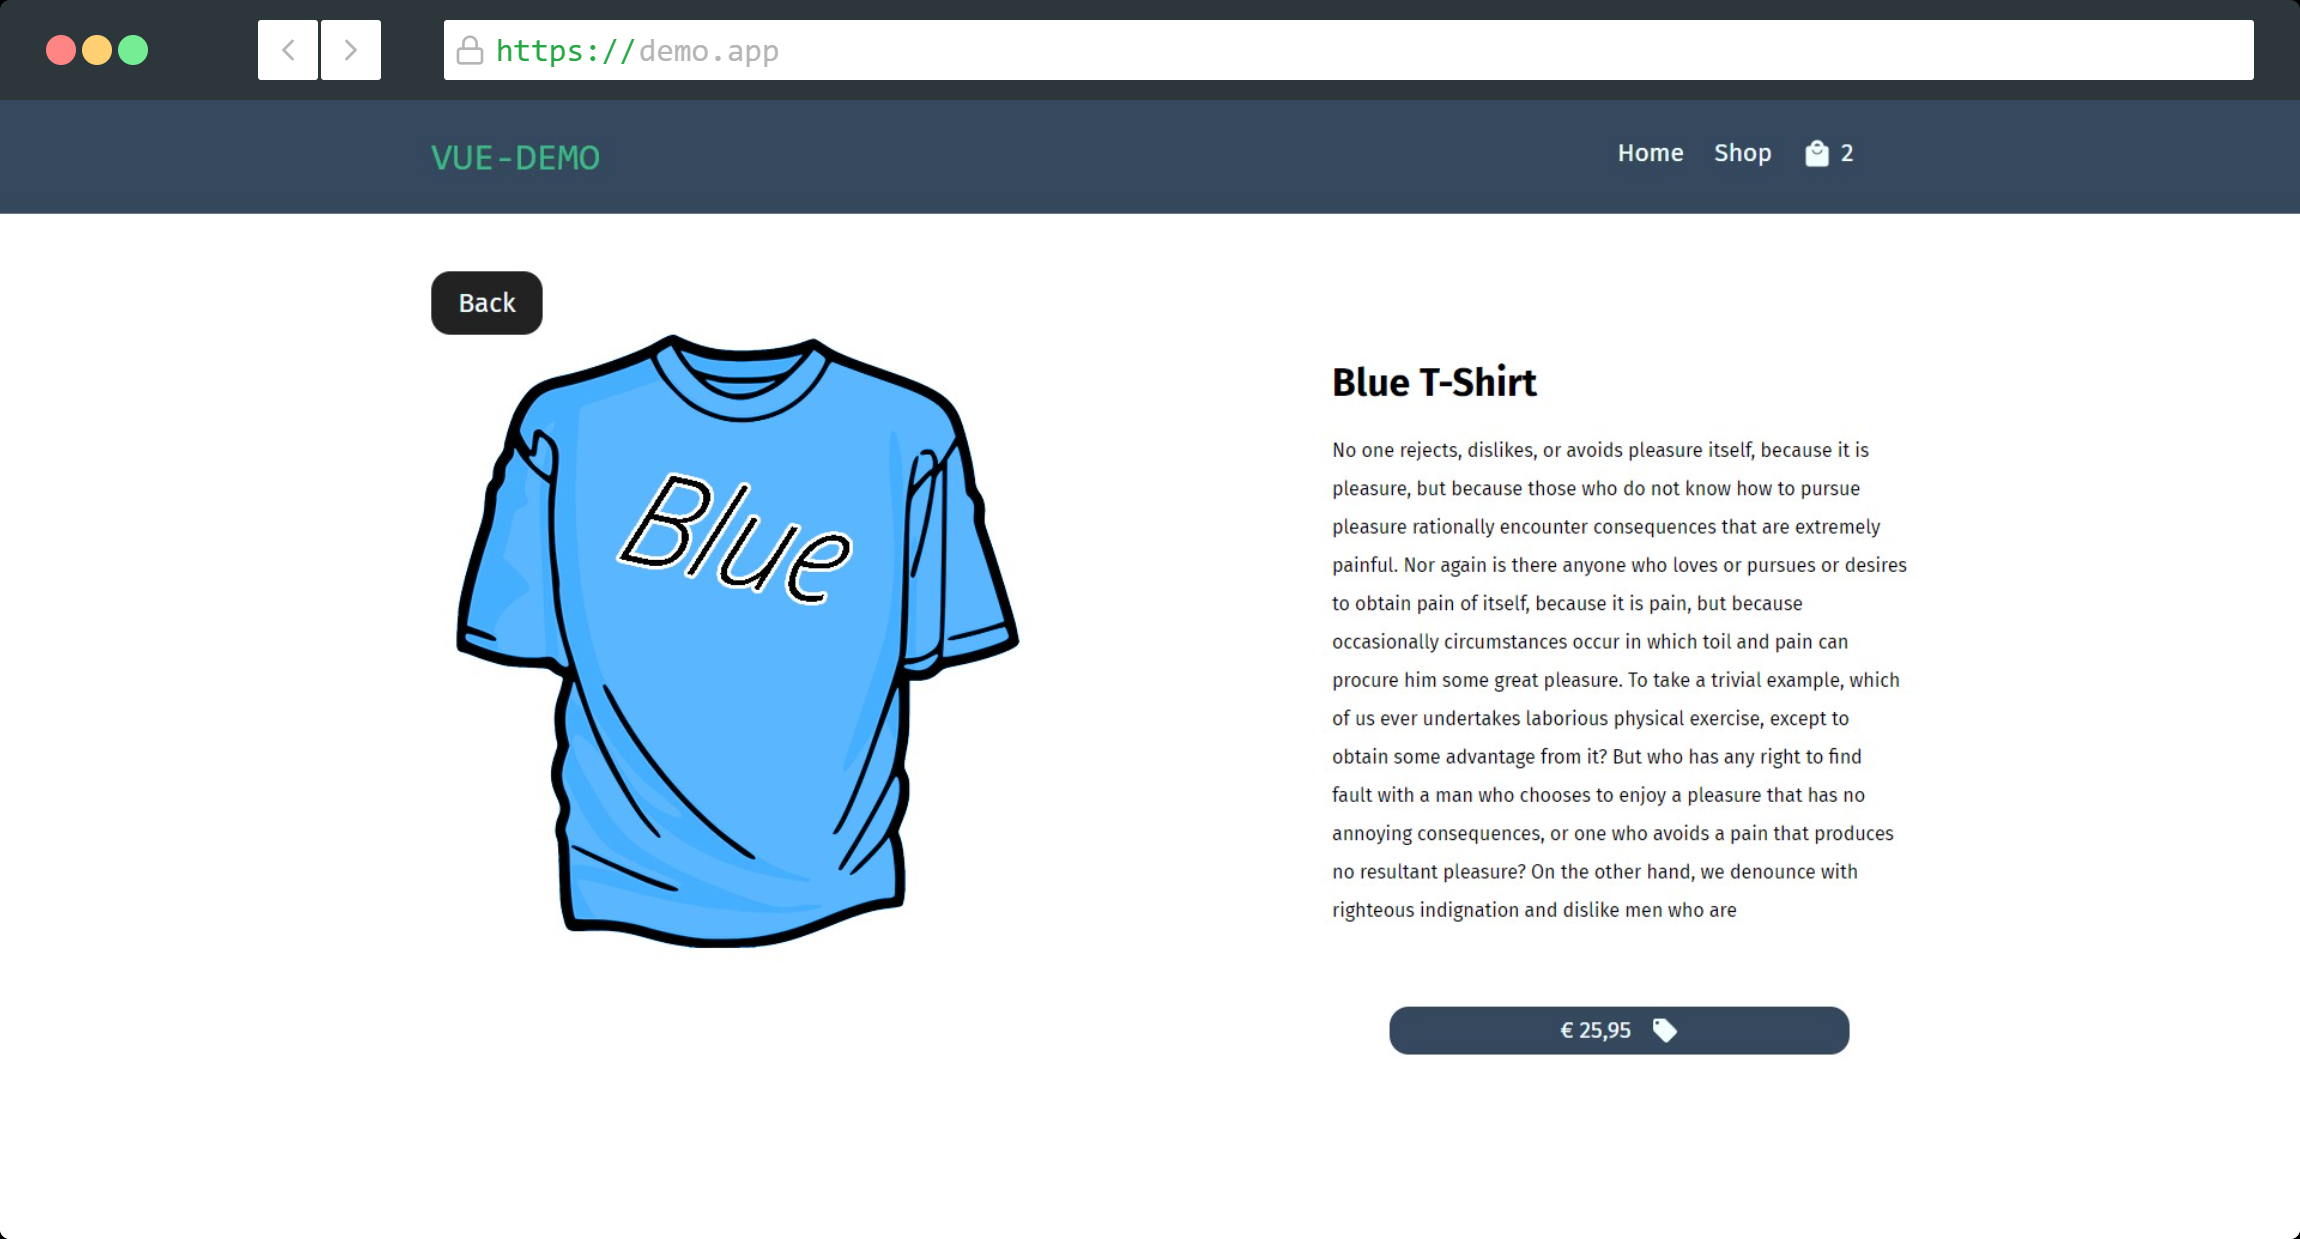 https://demo.app
VUE-DEMO
Home Shop 2
Back
Blue
Blue T-Shirt
No one rejects, dislikes, or avoids pleasure itself, because it is
pleasure, but because those who do not know how to pursue
pleasure rationally encounter consequences that are extremely
painful. Nor again is there anyone who loves or pursues or desires
to obtain pain of itself, because it is pain, but because
occasionally circumstances occur in which toil and pain can
procure him some great pleasure. To take a trivial example, which
of us ever undertakes laborious physical exercise, except to
obtain some advantage from it? But who has any right to find
fault with a man who chooses to enjoy a pleasure that has no
annoying consequences, or one who avoids a pain that produces
no resultant pleasure? On the other hand, we denounce with
righteous indignation and dislike men who are
€ 25,95